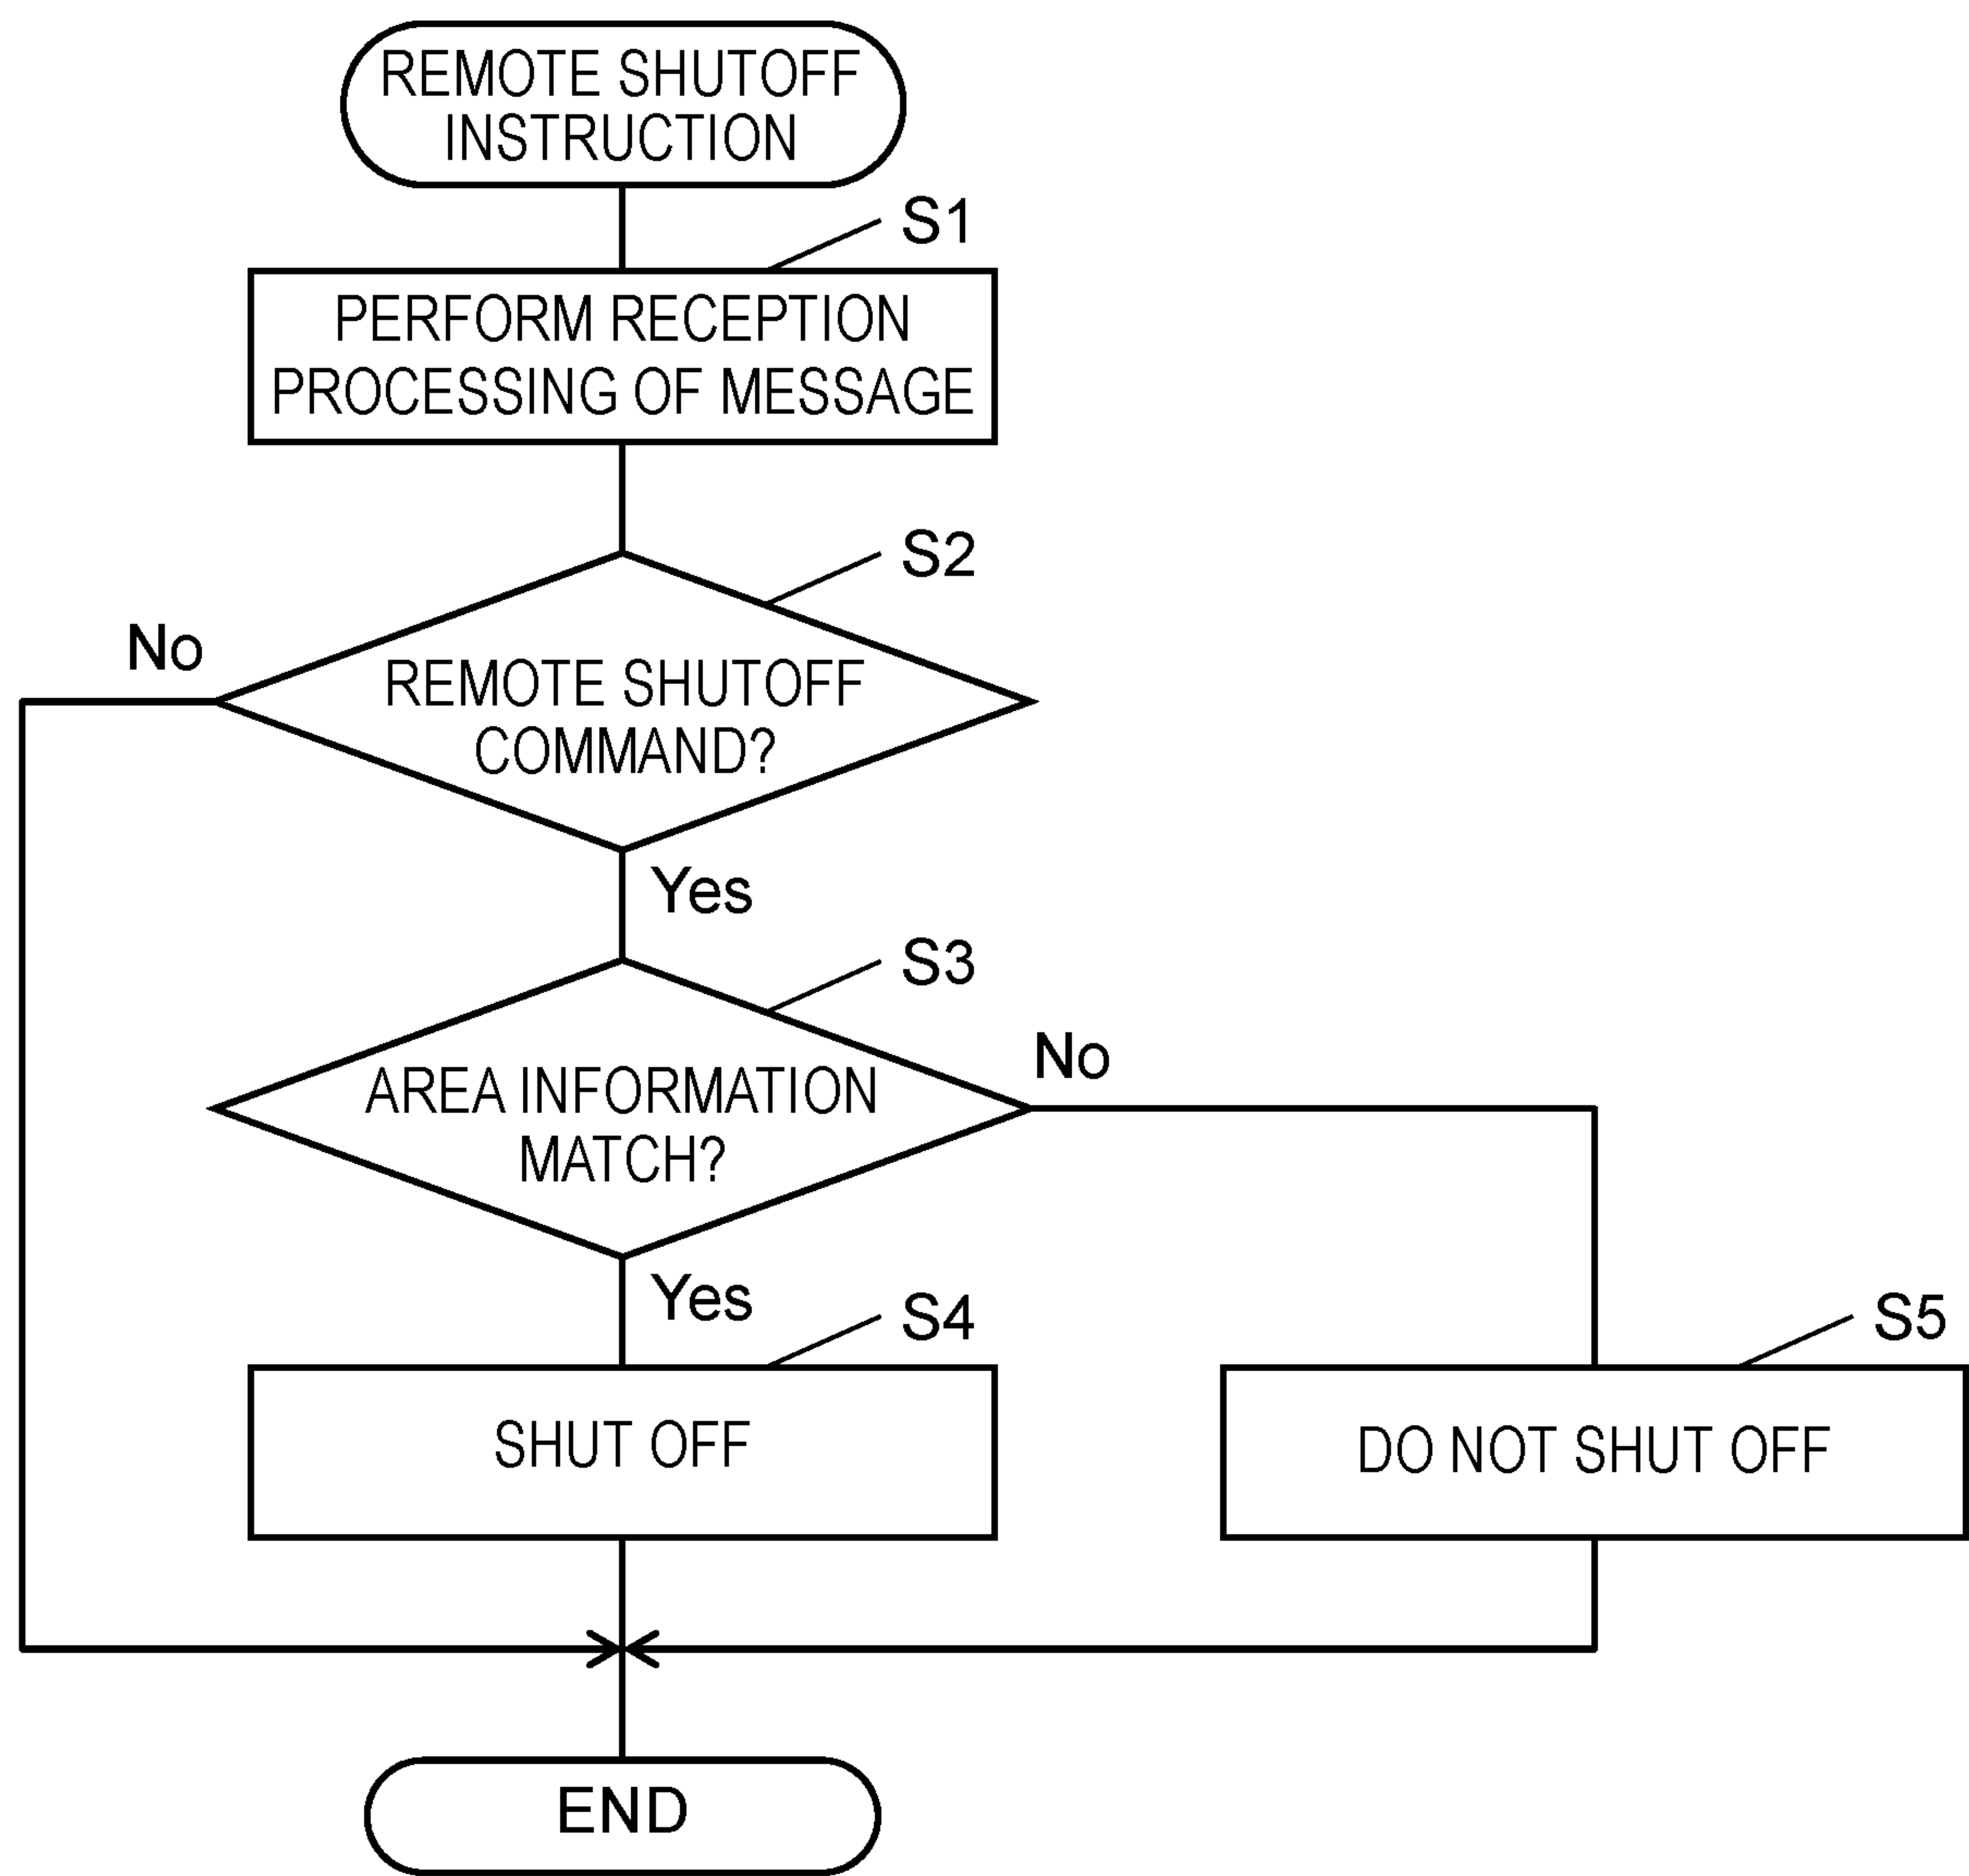 REMOTE SHUTOFF
INSTRUCTION
S1
PERFORM RECEPTION
PROCESSING OF MESSAGE
S2
No
REMOTE SHUTOFF
COMMAND?
Yes
S3
No
AREA INFORMATION
MATCH?
Yes
S4
S5
SHUT OFF
DO NOT SHUT OFF
END